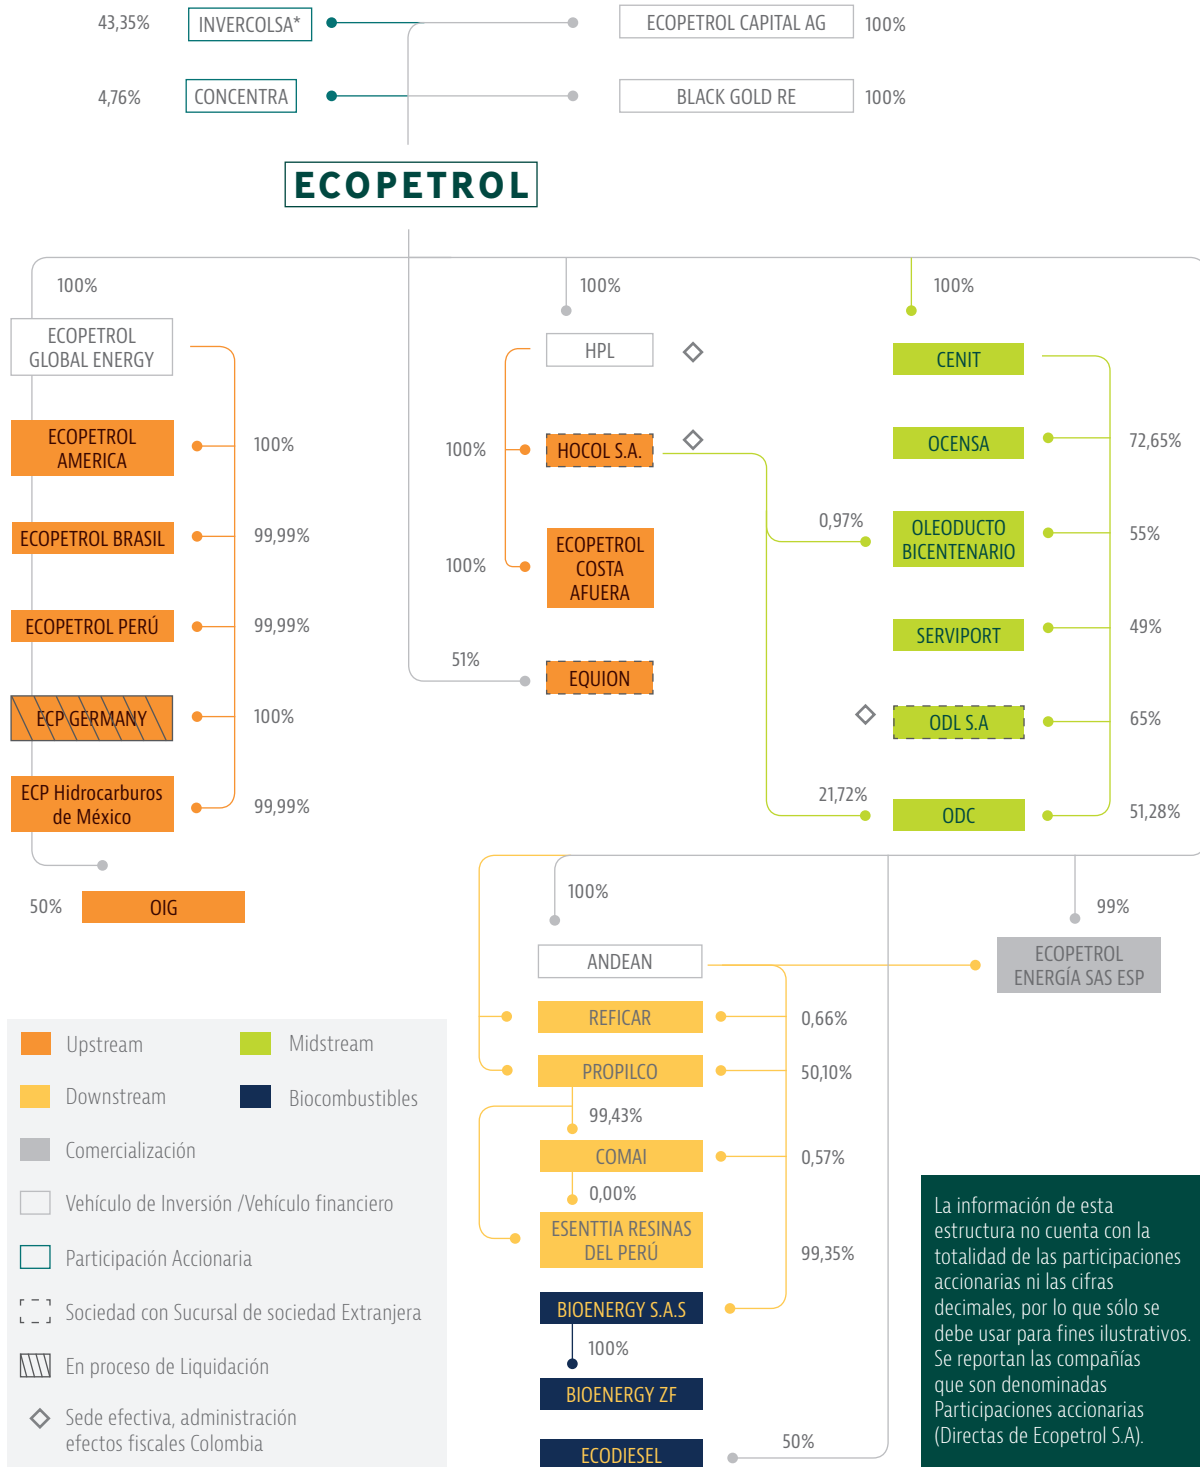 43,35%
INVERCOLSA*
ECOPETROL CAPITAL AG
100%
4,76%
CONCENTRA
BLACK GOLD RE
100%
ECOPETROL
100%
100%
100%
ECOPETROL
GLOBAL ENERGY
HPL
CENIT
ECOPETROL
AMERICA
100%
100%
HOCOL S.A.
OCENSA
72,65%
ECOPETROL BRASIL
99,99%
100%
ECOPETROL
COSTA
AFUERA
0,97%
OLEODUCTO
BICENTENARIO
55%
ECOPETROL PERÚ
99,99%
SERVIPORT
49%
51%
EQUION
ECP GERMANY
100%
ODL S.A
65%
ECP Hidrocarburos
de México
99,99%
21,72%
ODC
51,28%
50%
OIG
100%
99%
ANDEAN
ECOPETROL
ENERGÍA SAS ESP
REFICAR
0,66%
PROPILCO
50,10%
99,43%
COMAI
0,57%
0,00%
ESENTTIA RESINAS
DEL PERÚ
99,35%
BIOENERGY S.A.S
100%
BIOENERGY ZF
50%
ECODIESEL
Upstream
Midstream
Downstream
Biocombustibles
Comercialización
Vehículo de Inversión /Vehículo financiero
Participación Accionaria
Sociedad con Sucursal de sociedad Extranjera
En proceso de Liquidación
Sede efectiva, administración
efectos fiscales Colombia
La información de esta
estructura no cuenta con la
totalidad de las participaciones
accionarias ni las cifras
decimales, por lo que sólo se
debe usar para fines ilustrativos.
Se reportan las compañías
que son denominadas
Participaciones accionarias
(Directas de Ecopetrol S.A).